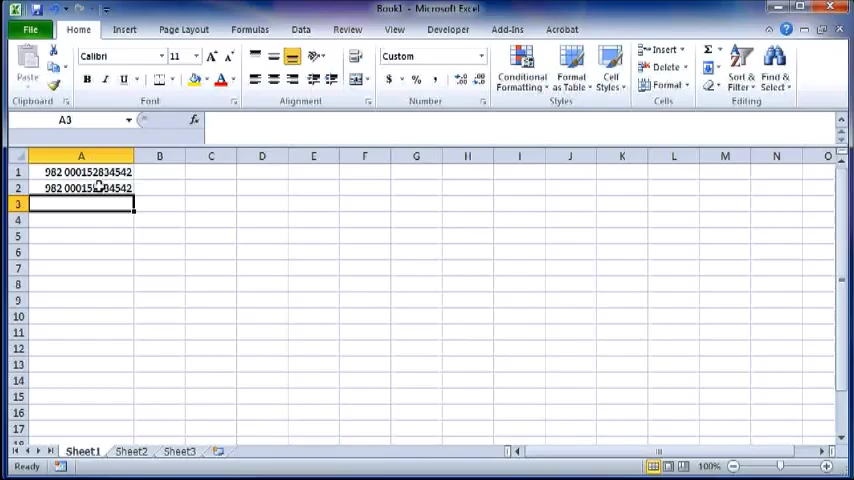 Book1 - Microsoft Excel
File Home Insert Page Layout Formulas Data Review View Developer Add-Ins Acrobat
Calibri 11 Custom Insert Σ
Paste B I U $ % , Conditional Formatting Format as Table Cell Styles Delete Format Sort & Filter Find & Select
Clipboard Font Alignment Number Styles Cells Editing
A3 fx
A B C D E F G H I J K L M N O
1 982 000152834542
2 982 000152834542
3
4
5
6
7
8
9
10
11
12
13
14
15
16
17
18
Sheet1 Sheet2 Sheet3
Ready 100%